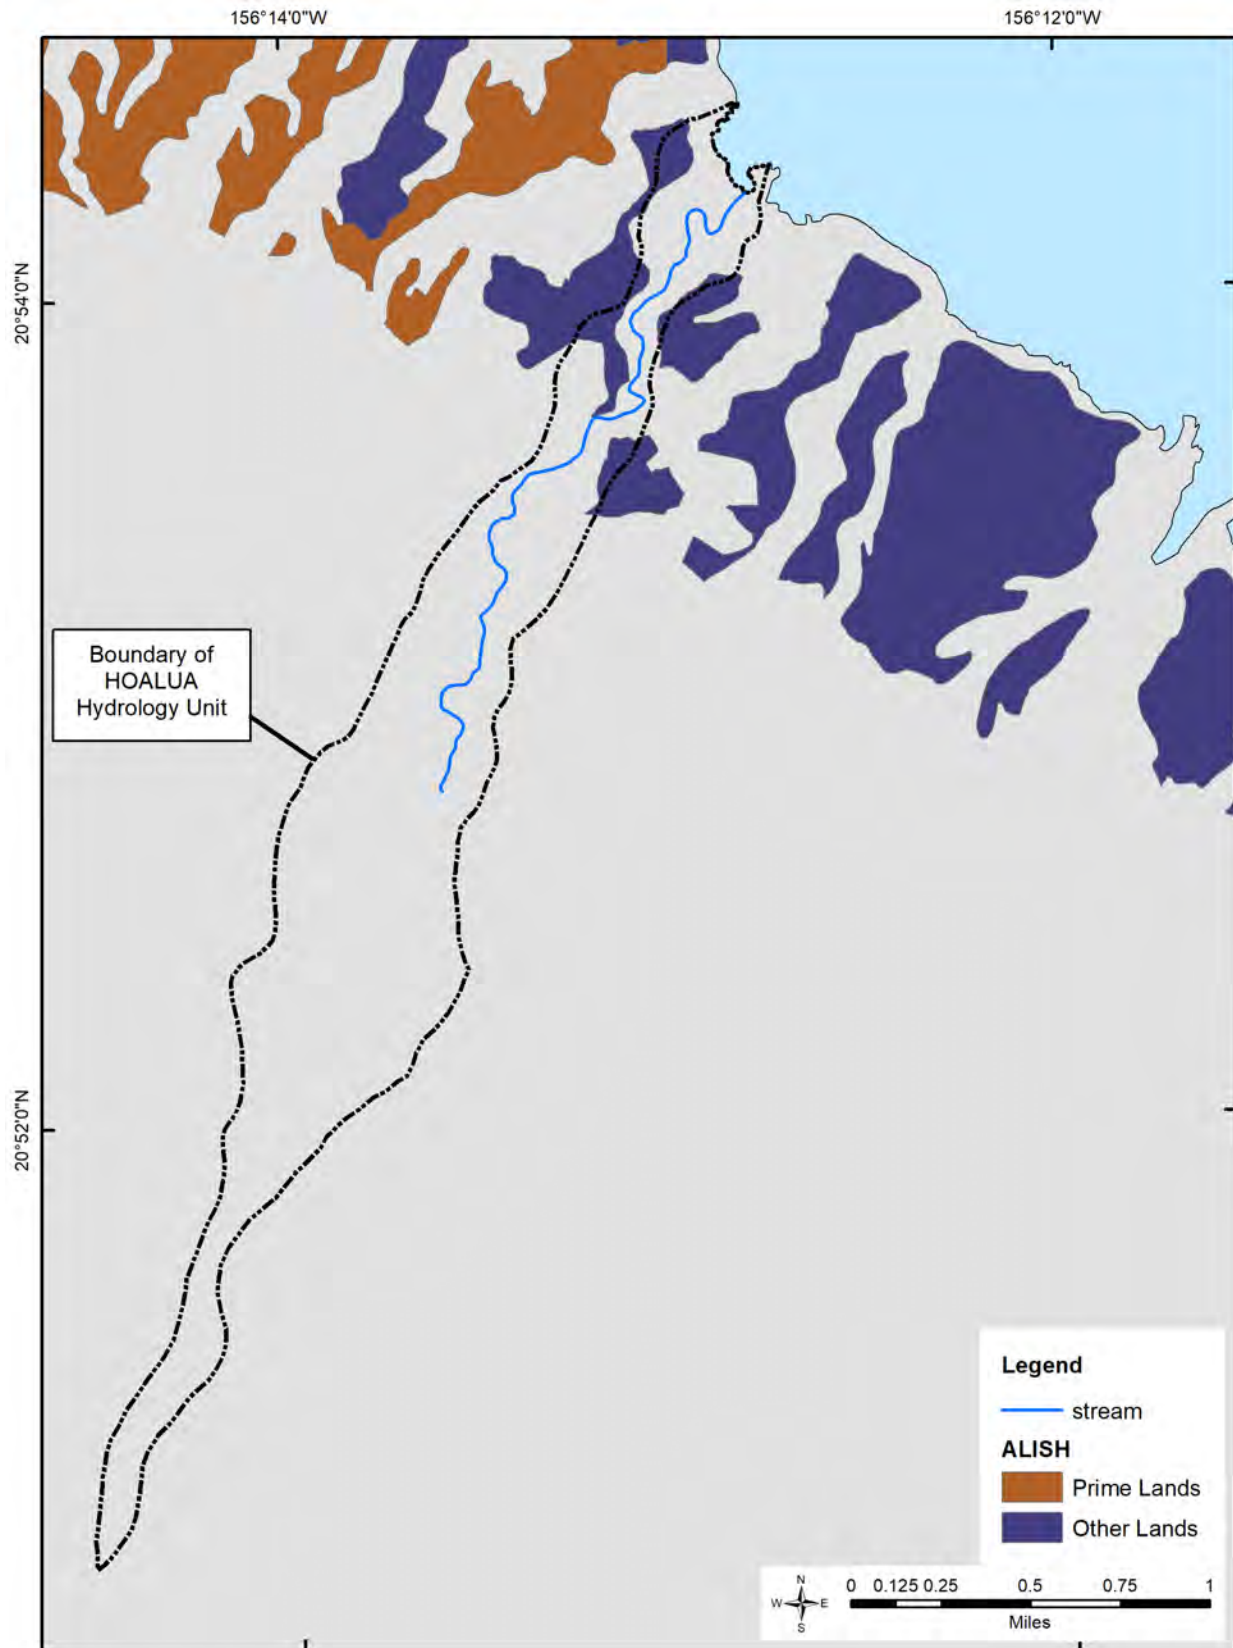 156°14'0"W
156°12'0"W
20°54'0"N
Boundary of
HOALUA
Hydrology Unit
20°52'0"N
Legend
stream
ALISH
Prime Lands
Other Lands
N
W E
S
0 0.125 0.25 0.5 0.75 1
Miles